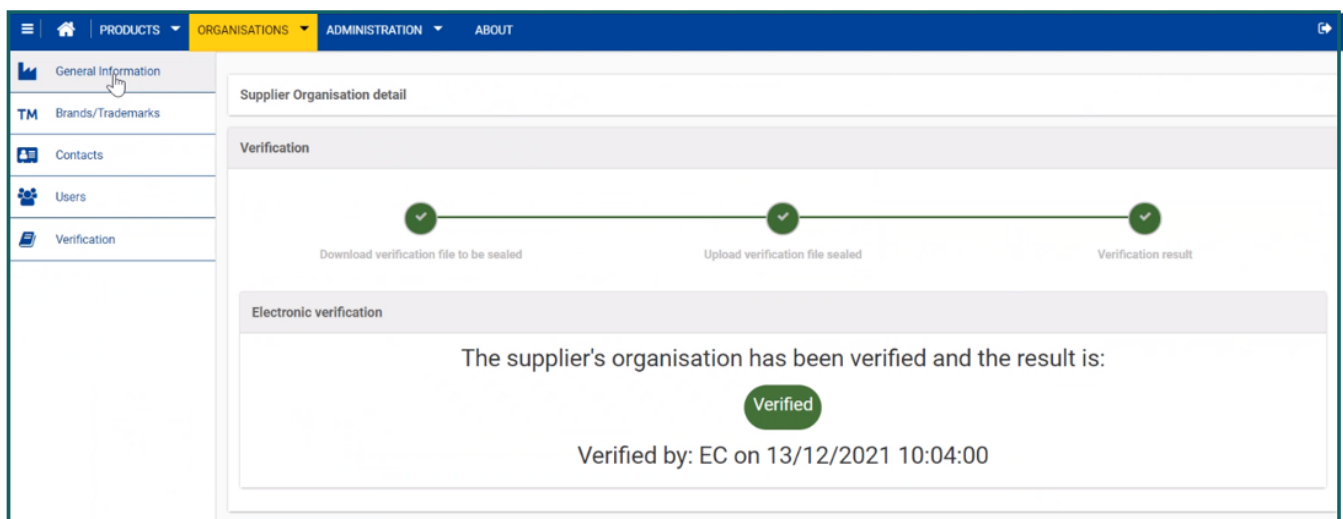 PRODUCTS
ORGANISATIONS
ADMINISTRATION
ABOUT
General Information
TM Brands/Trademarks
Contacts
Users
Verification
Supplier Organisation detail
Verification
Download verification file to be sealed
Upload verification file sealed
Verification result
Electronic verification
The supplier's organisation has been verified and the result is:
Verified
Verified by: EC on 13/12/2021 10:04:00